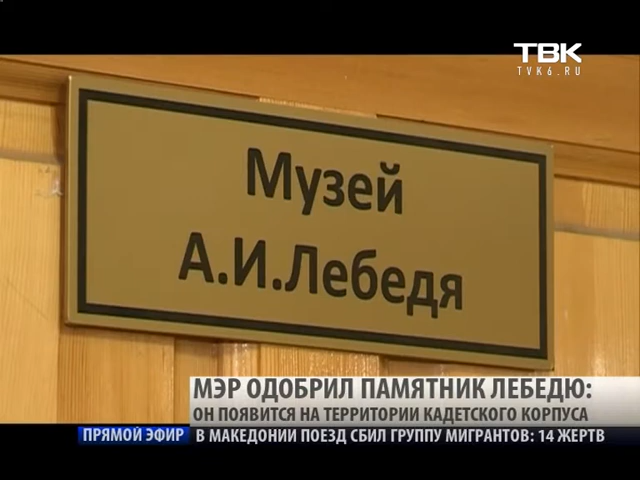 ТВК
TVK6.RU
Музей
А.И.Лебедя
МЭР ОДОБРИЛ ПАМЯТНИК ЛЕБЕДЮ:
ОН ПОЯВИТСЯ НА ТЕРРИТОРИИ КАДЕТСКОГО КОРПУСА
ПРЯМОЙ ЭФИР В МАКЕДОНИИ ПОЕЗД СБИЛ ГРУППУ МИГРАНТОВ: 14 ЖЕРТВ